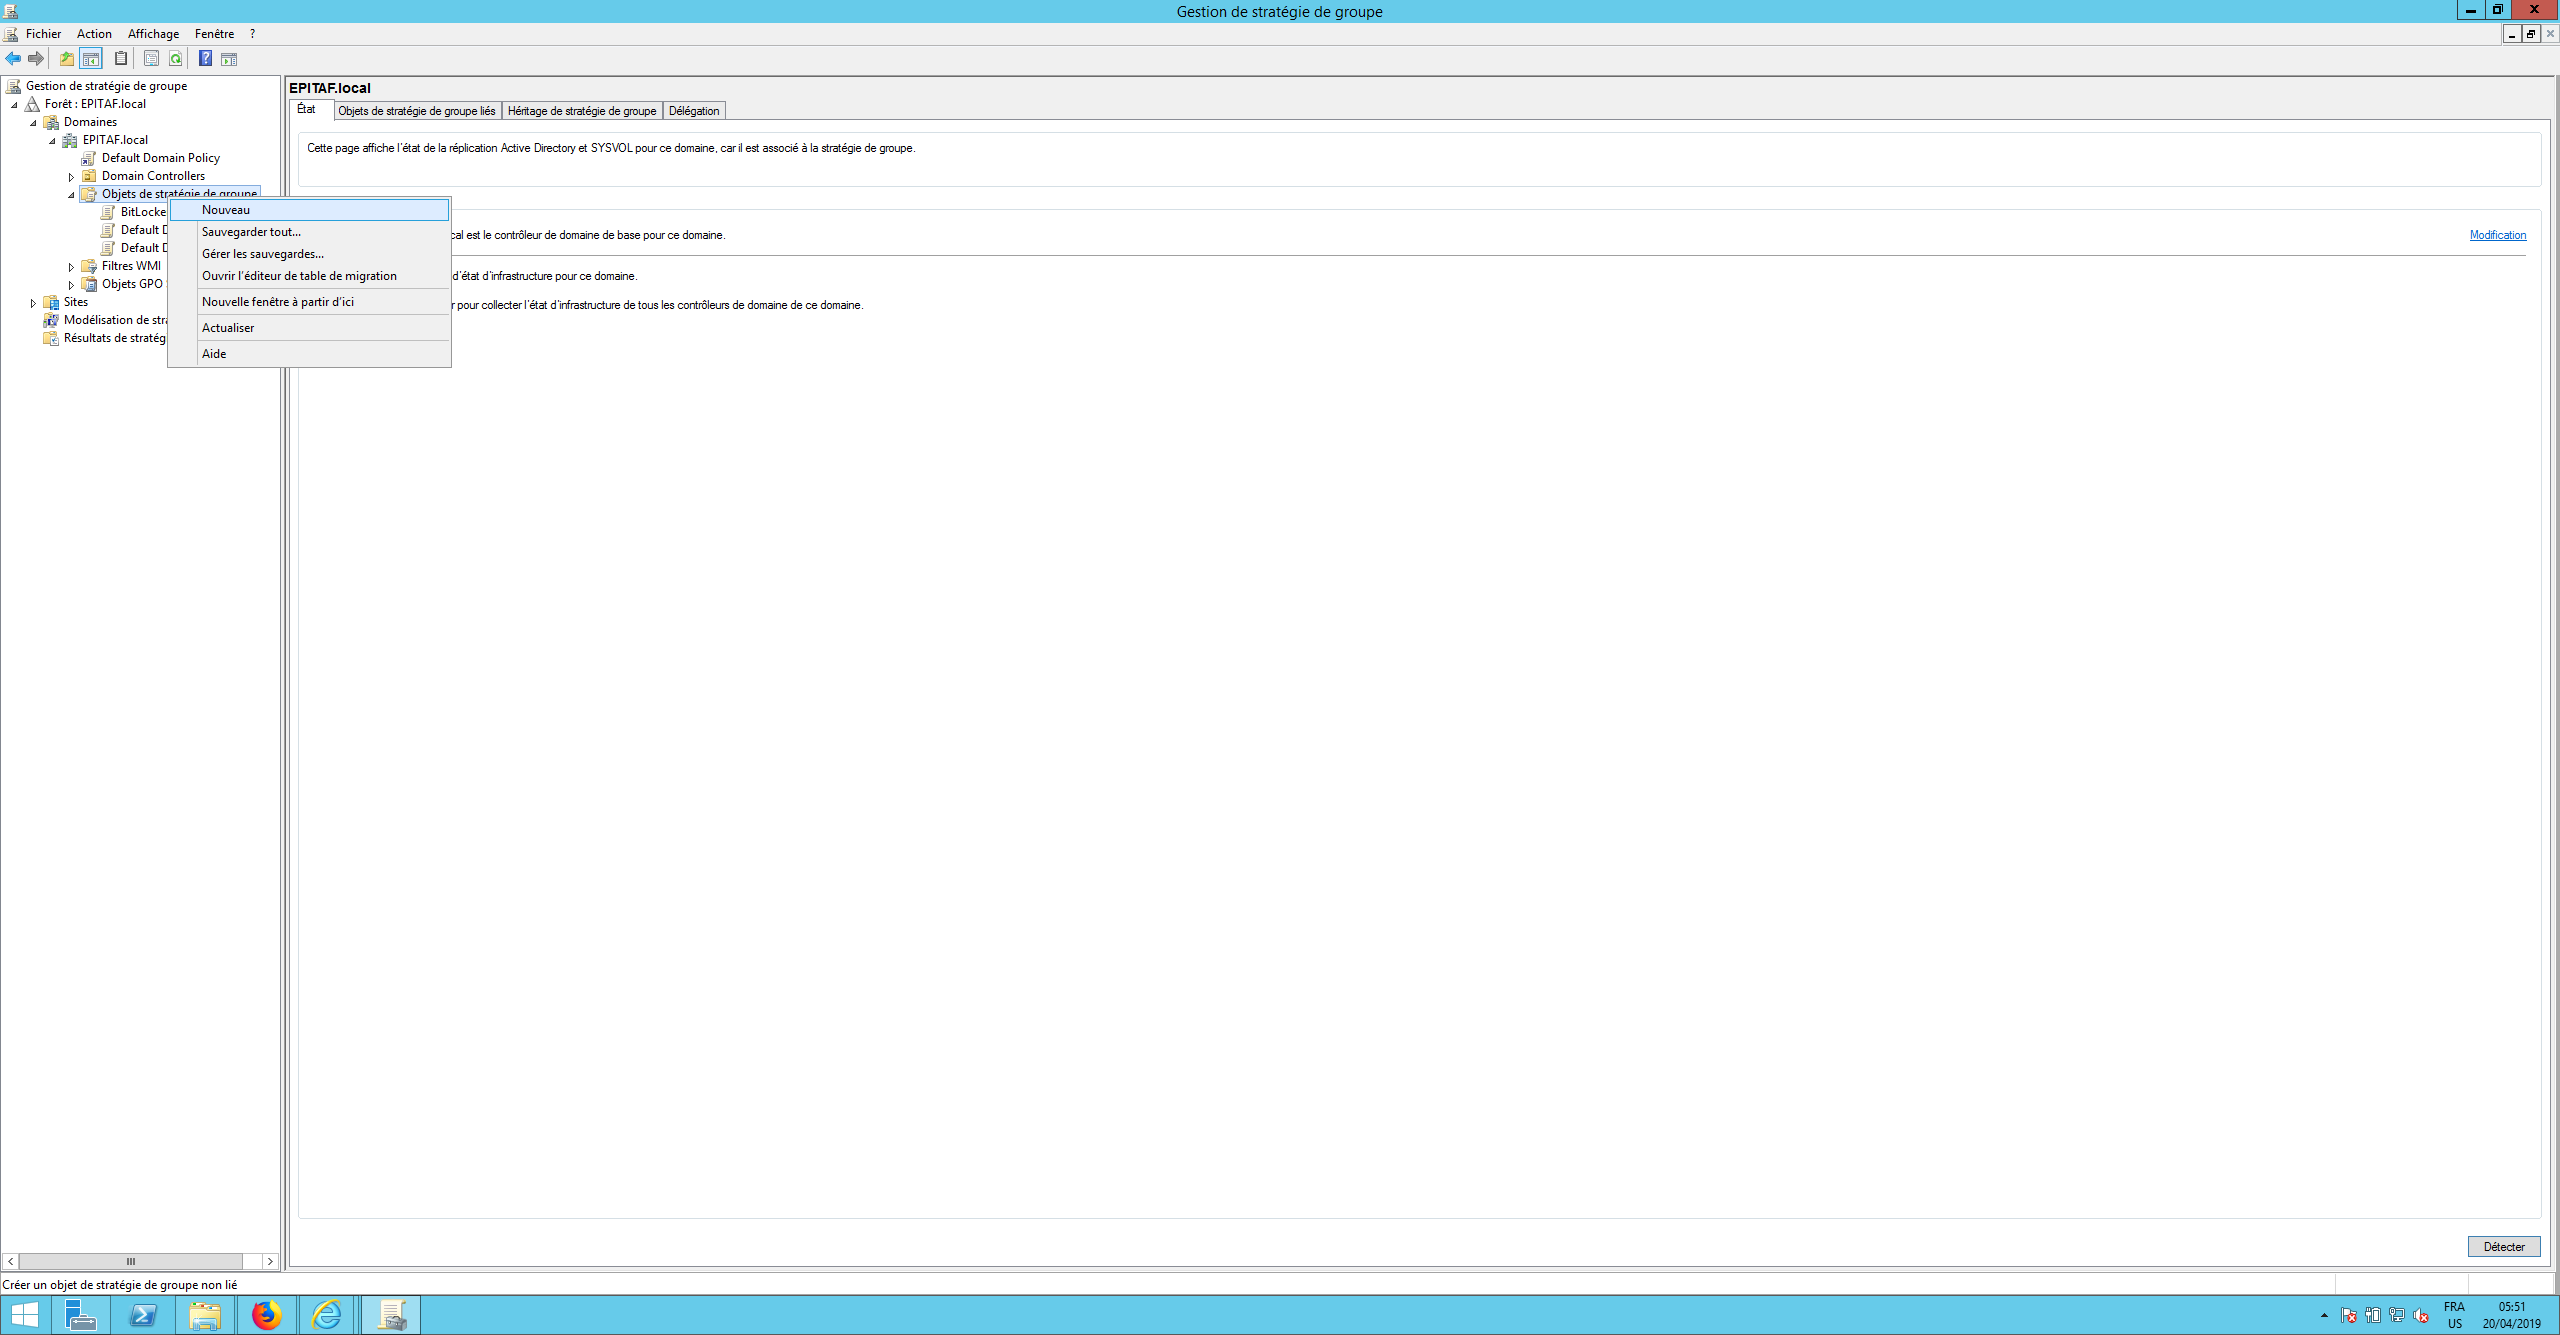 Gestion de stratégie de groupe
Fichier Action Affichage Fenêtre ?
Gestion de stratégie de groupe
Forêt : EPITAF.local
Domaines
EPITAF.local
Default Domain Policy
Domain Controllers
Objets de stratégie de groupe
BitLocke
Default D
Default D
Filtres WMI
Objets GPO
Sites
Modélisation de stra
Résultats de stratég
Nouveau
Sauvegarder tout...
Gérer les sauvegardes...
Ouvrir l'éditeur de table de migration
Nouvelle fenêtre à partir d'ici
Actualiser
Aide
EPITAF.local
État Objets de stratégie de groupe liés Héritage de stratégie de groupe Délégation
Cette page affiche l'état de la réplication Active Directory et SYSVOL pour ce domaine, car il est associé à la stratégie de groupe.
cal est le contrôleur de domaine de base pour ce domaine.
Modification
d'état d'infrastructure pour ce domaine.
r pour collecter l'état d'infrastructure de tous les contrôleurs de domaine de ce domaine.
Détecter
Créer un objet de stratégie de groupe non lié
FRA
US
05:51
20/04/2019